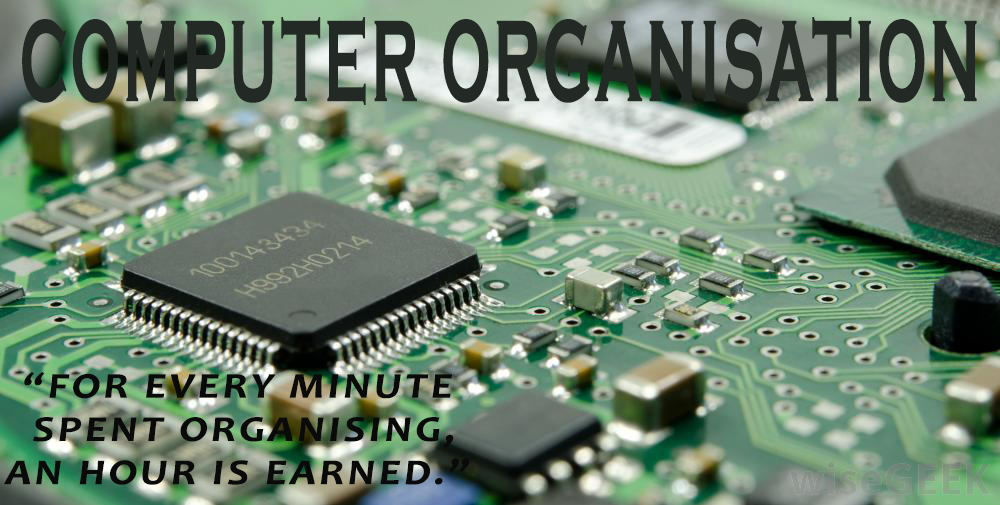 COMPUTER ORGANISATION
100143434
H992H0214
“FOR EVERY MINUTE
SPENT ORGANISING,
AN HOUR IS EARNED.”
wiseGEEK